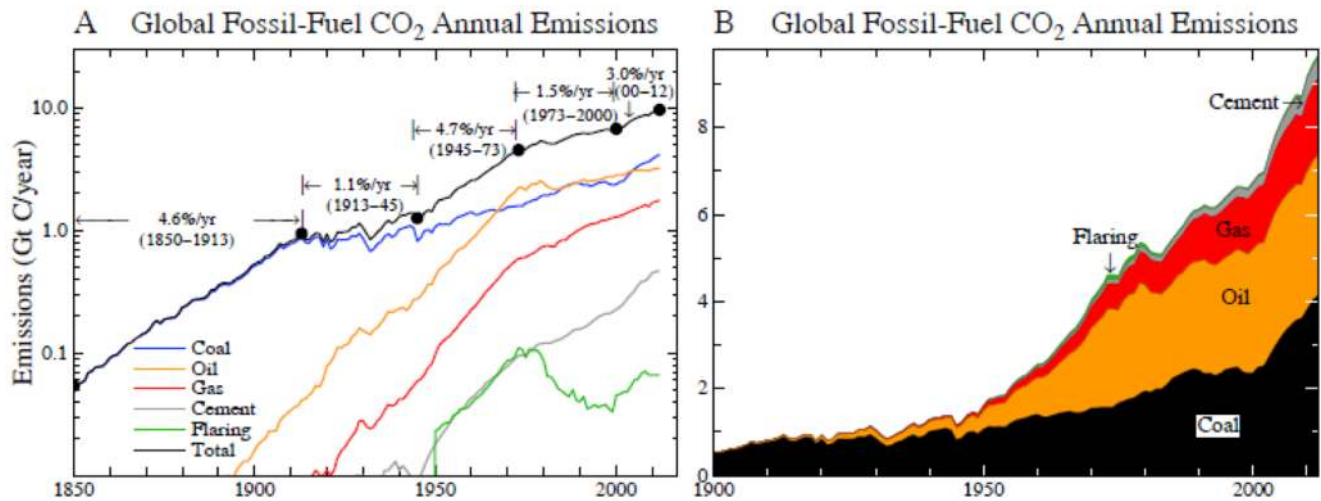 A Global Fossil-Fuel CO₂ Annual Emissions
Emissions (Gt C/year)
10.0
1.0
0.1
4.6%/yr
(1850–1913)
1.1%/yr
(1913–45)
4.7%/yr
(1945–73)
1.5%/yr
(1973–2000)
3.0%/yr
(00–12)
Coal
Oil
Gas
Cement
Flaring
Total
1850
1900
1950
2000
B Global Fossil-Fuel CO₂ Annual Emissions
8
6
4
2
0
Cement
Flaring
Gas
Oil
Coal
1900
1950
2000